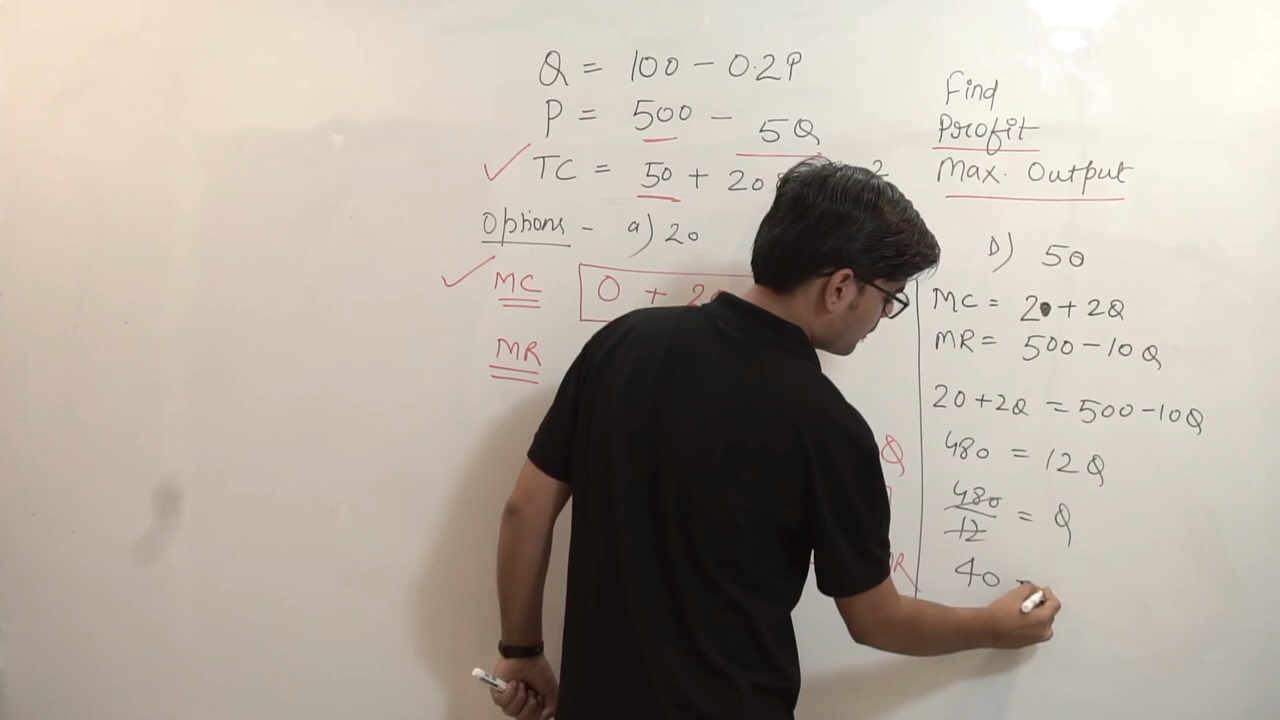 Q = 100 - 0.2P
P = 500 - 5Q
TC = 50 + 20 2
Options - a) 20
MC 0 + 2
MR
Q
Find
Profit
Max. Output
D) 50
MC = 20 + 2Q
MR = 500 - 10Q
20 + 2Q = 500 - 10Q
480 = 12Q
480/12 = Q
40